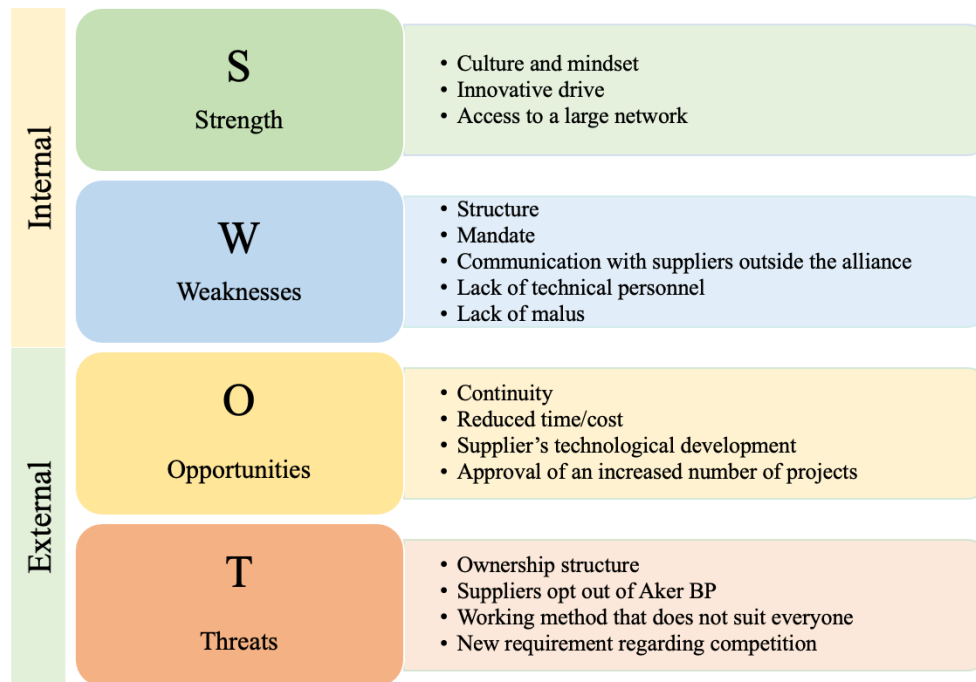 Internal
S
Strength
• Culture and mindset
• Innovative drive
• Access to a large network
W
Weaknesses
• Structure
• Mandate
• Communication with suppliers outside the alliance
• Lack of technical personnel
• Lack of malus
External
O
Opportunities
• Continuity
• Reduced time/cost
• Supplier’s technological development
• Approval of an increased number of projects
T
Threats
• Ownership structure
• Suppliers opt out of Aker BP
• Working method that does not suit everyone
• New requirement regarding competition